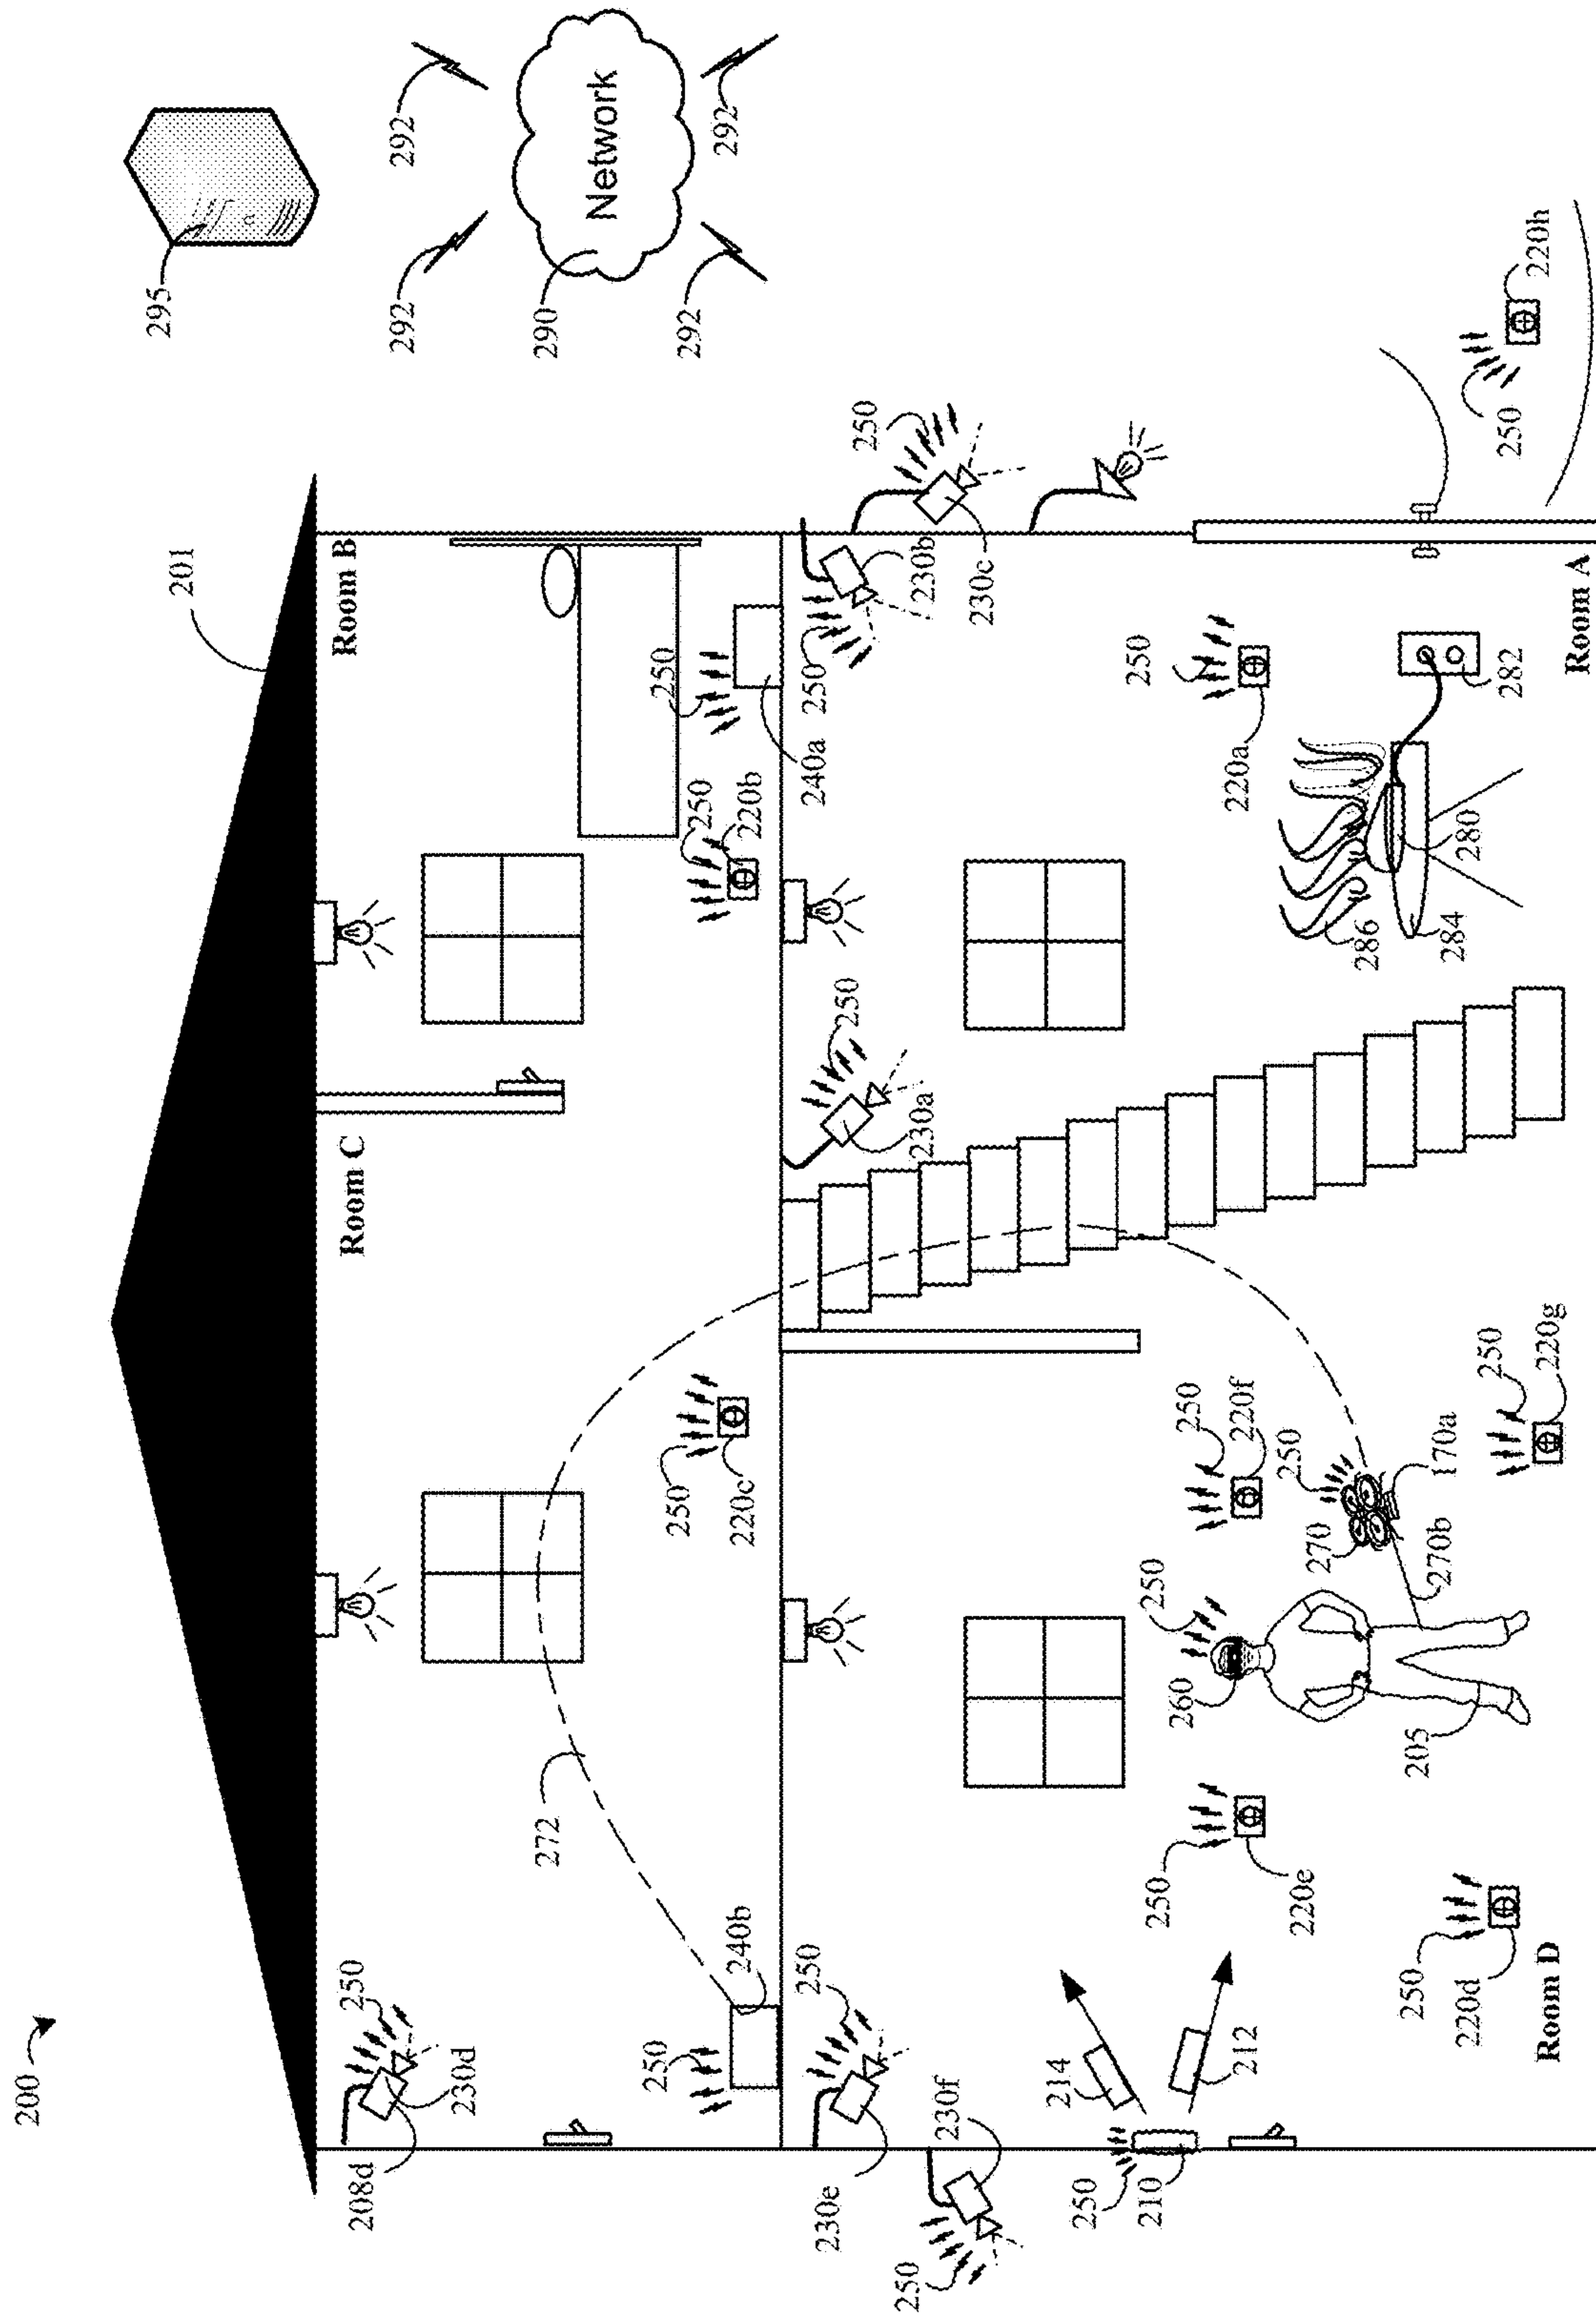 200
295
201
Room C
Room B
208d
250
292
292
230d
272
290
Network
250
250
250
250
292
292
240b
220c
220b
250
240a
250
250
250
230e
230a
230b
230c
250
230f
214
250
250
250
250
250
210
260
212
220f
220a
220e
270
250
286
250
205
270b
170a
284
280
220d
250
282
250
220h
Room D
220g
Room A